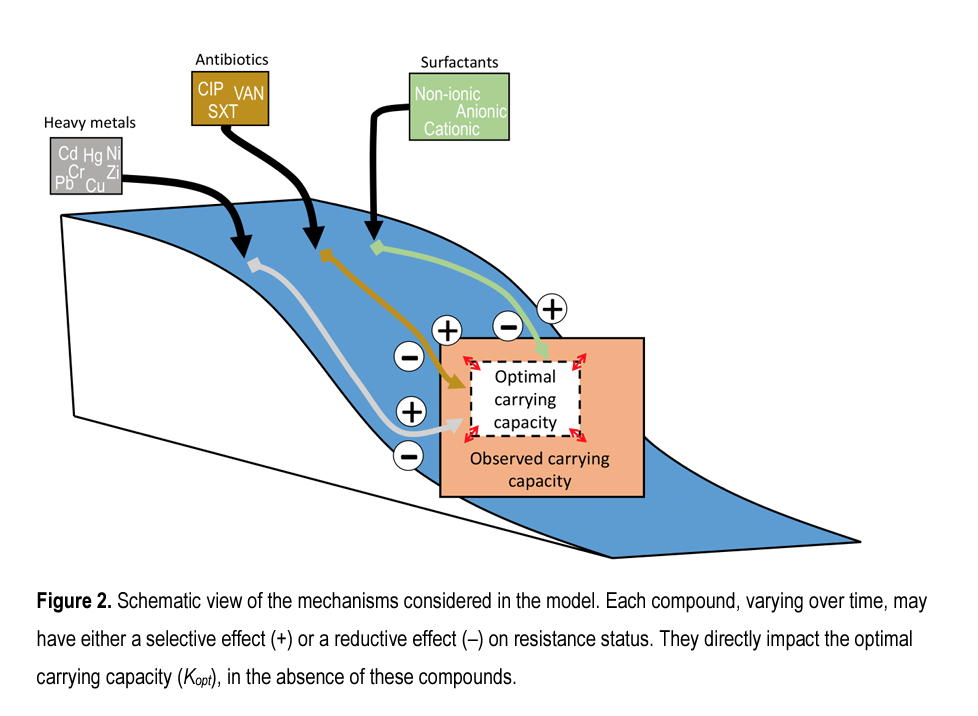 Antibiotics
CIP VAN
SXT
Surfactants
Non-ionic
Anionic
Cationic
Heavy metals
Cd Hg Ni
Cr Zi
Pb Cu
+
–
+
–
+
–
Optimal
carrying
capacity
Observed carrying
capacity
Figure 2. Schematic view of the mechanisms considered in the model. Each compound, varying over time, may
have either a selective effect (+) or a reductive effect (–) on resistance status. They directly impact the optimal
carrying capacity (Kopt), in the absence of these compounds.